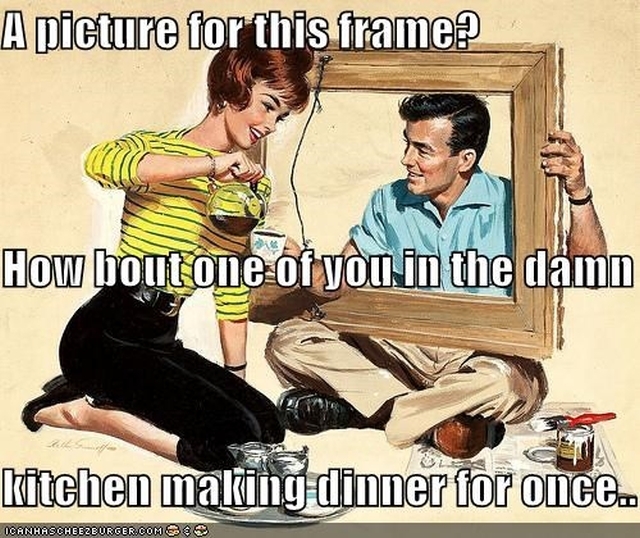 A picture for this frame?
How bout one of you in the damn
kitchen making dinner for once..
ICANHASCHEEZBURGER.COM